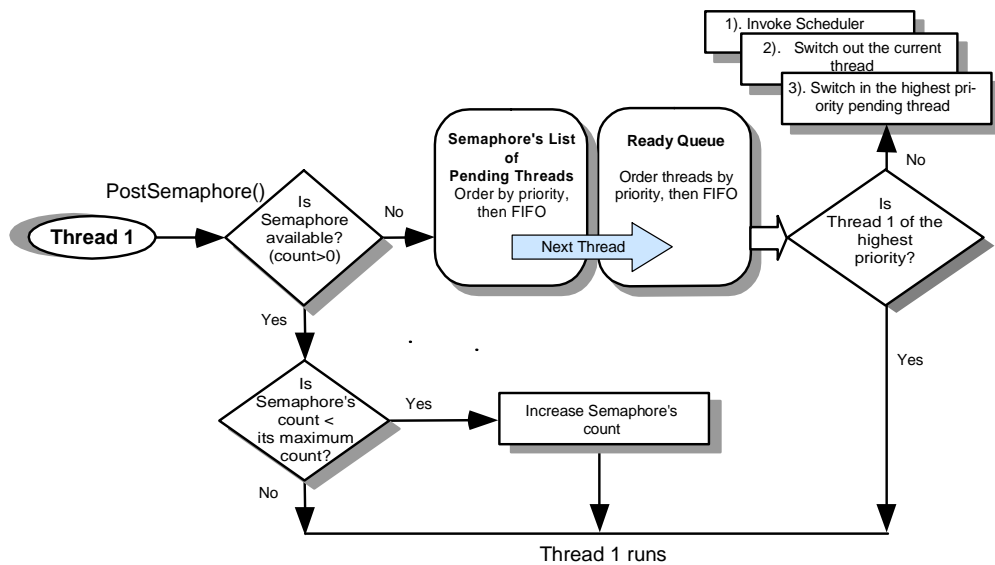 1). Invoke Scheduler
2). Switch out the current
thread
3). Switch in the highest pri-
ority pending thread
Semaphore's List
of
Pending Threads
Order by priority,
then FIFO
Ready Queue
Order threads by
priority, then FIFO
Next Thread
No
PostSemaphore()
Thread 1
Is
Semaphore
available?
(count>0)
No
Is
Thread 1 of the
highest
priority?
Yes
Yes
Is
Semaphore's
count <
its maximum
count?
Yes
Increase Semaphore's
count
No
Thread 1 runs